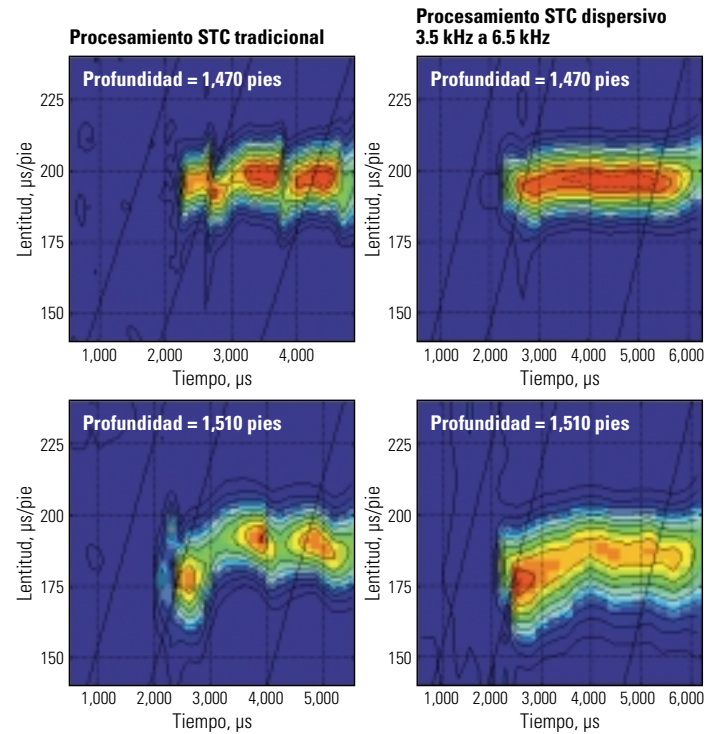 Procesamiento STC tradicional
Procesamiento STC dispersivo
3.5 kHz a 6.5 kHz
Profundidad = 1,470 pies
225
200
175
150
Lentitud, µs/pie
1,000 2,000 3,000 4,000
Tiempo, µs
Profundidad = 1,470 pies
225
200
175
150
Lentitud, µs/pie
1,000 2,000 3,000 4,000 5,000 6,000
Tiempo, µs
Profundidad = 1,510 pies
225
200
175
150
Lentitud, µs/pie
1,000 2,000 3,000 4,000 5,000
Tiempo, µs
Profundidad = 1,510 pies
225
200
175
150
Lentitud, µs/pie
1,000 2,000 3,000 4,000 5,000 6,000
Tiempo, µs